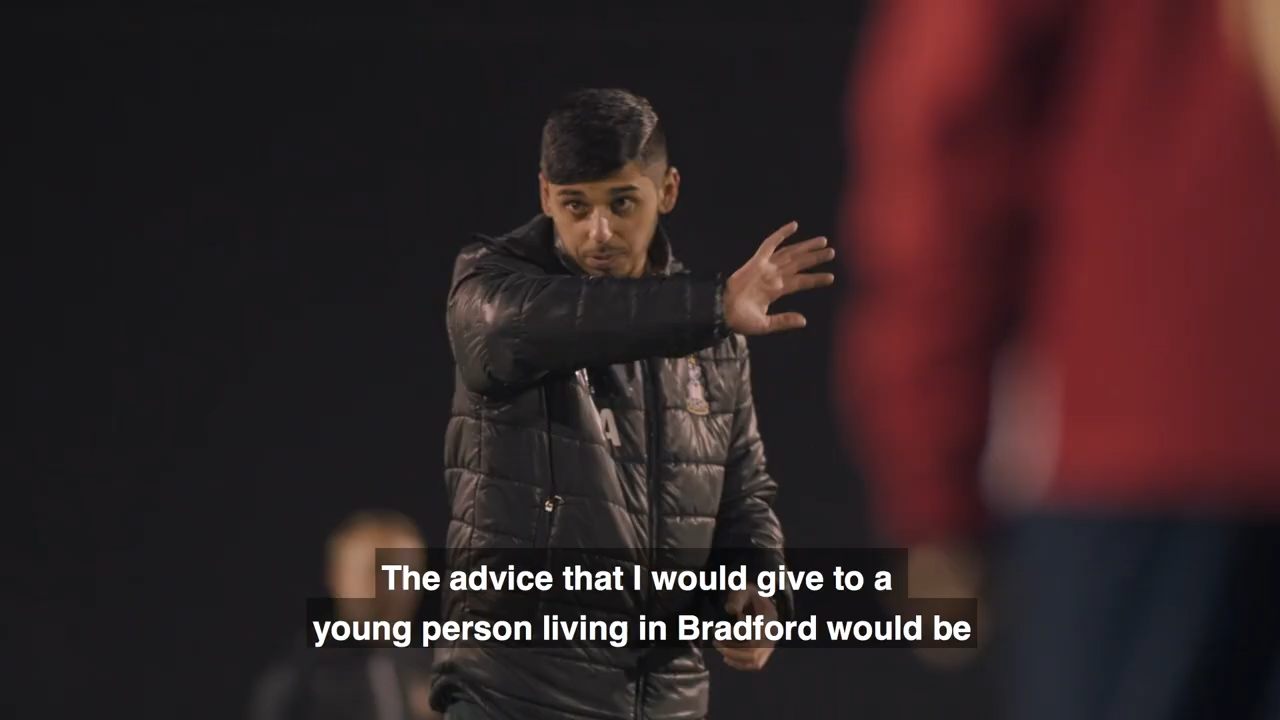 A
The advice that I would give to a
young person living in Bradford would be